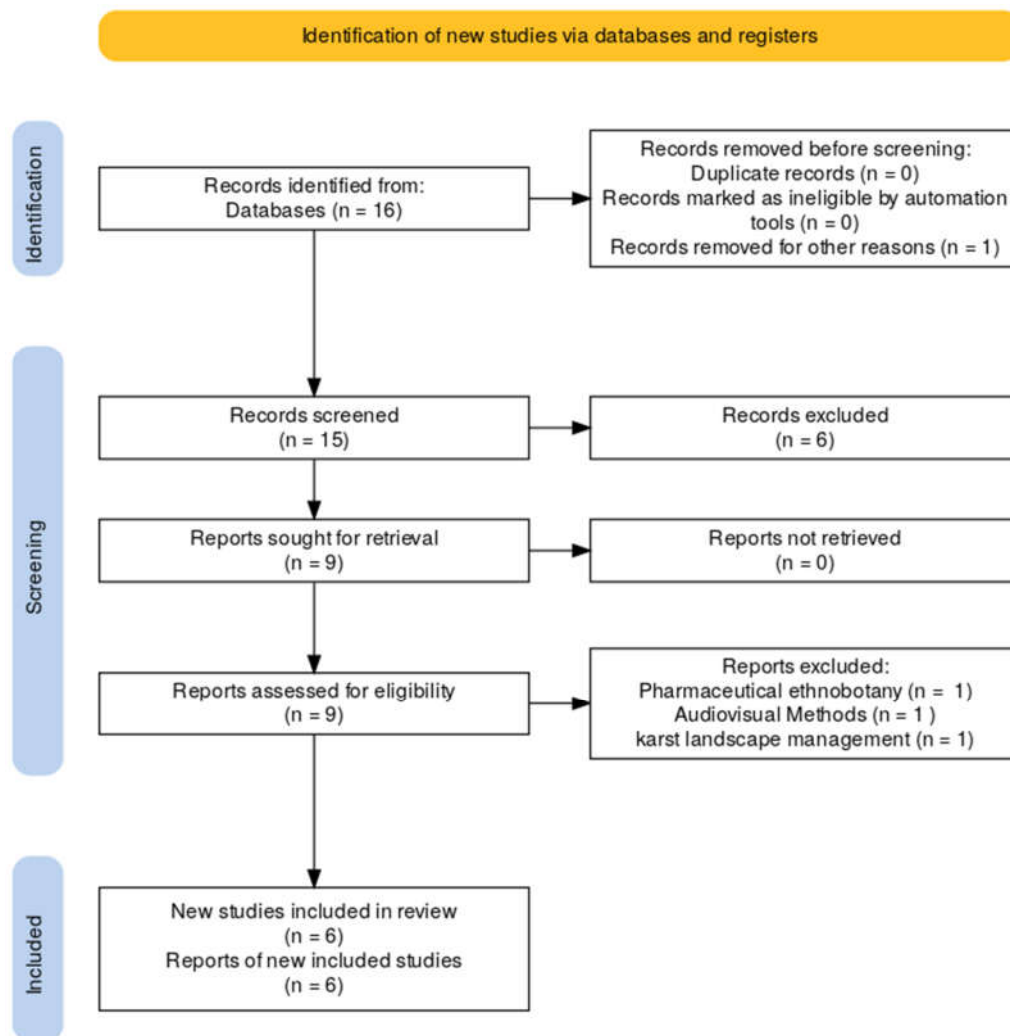 Identification of new studies via databases and registers
Identification
Records identified from:
Databases (n = 16)
Records removed before screening:
Duplicate records (n = 0)
Records marked as ineligible by automation
tools (n = 0)
Records removed for other reasons (n = 1)
Screening
Records screened
(n = 15)
Records excluded
(n = 6)
Reports sought for retrieval
(n = 9)
Reports not retrieved
(n = 0)
Reports assessed for eligibility
(n = 9)
Reports excluded:
Pharmaceutical ethnobotany (n = 1)
Audiovisual Methods (n = 1 )
karst landscape management (n = 1)
Included
New studies included in review
(n = 6)
Reports of new included studies
(n = 6)